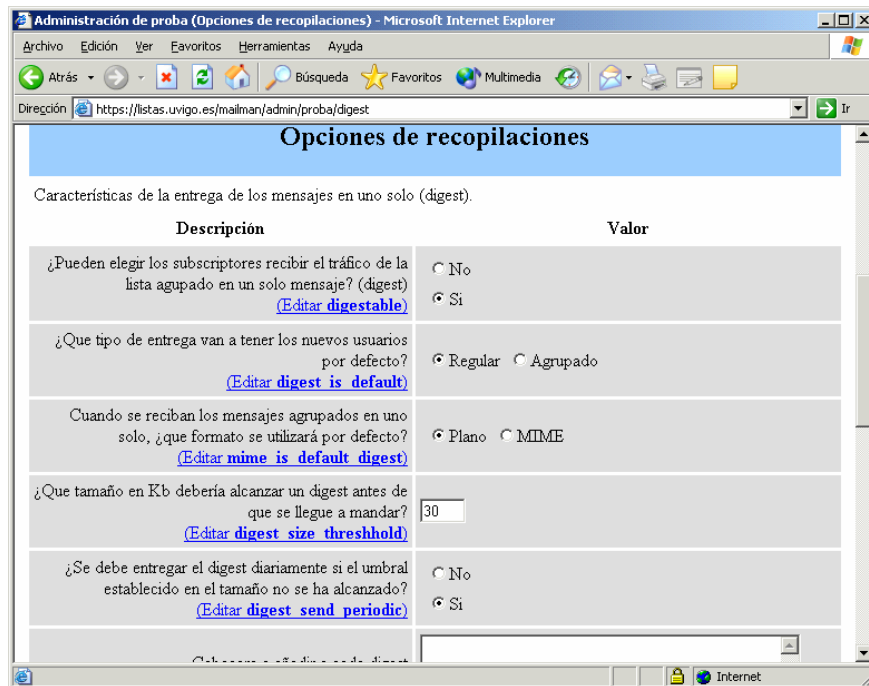 Administración de proba (Opciones de recopilaciones) - Microsoft Internet Explorer
Archivo Edición Ver Favoritos Herramientas Ayuda
Atrás Búsqueda Favoritos Multimedia
Dirección https://listas.uvigo.es/mailman/admin/proba/digest Ir
Opciones de recopilaciones
Características de la entrega de los mensajes en uno solo (digest).
Descripción Valor
¿Pueden elegir los subscriptores recibir el tráfico de la
lista agupado en un solo mensaje? (digest)
(Editar digestable)
No
Si
¿Que tipo de entrega van a tener los nuevos usuarios
por defecto?
(Editar digest_is_default)
Regular Agrupado
Cuando se reciban los mensajes agrupados en uno
solo, ¿que formato se utilizará por defecto?
(Editar mime_is_default_digest)
Plano MIME
¿Que tamaño en Kb debería alcanzar un digest antes de
que se llegue a mandar?
(Editar digest_size_threshhold)
30
¿Se debe entregar el digest diariamente si el umbral
establecido en el tamaño no se ha alcanzado?
(Editar digest_send_periodic)
No
Si
Internet